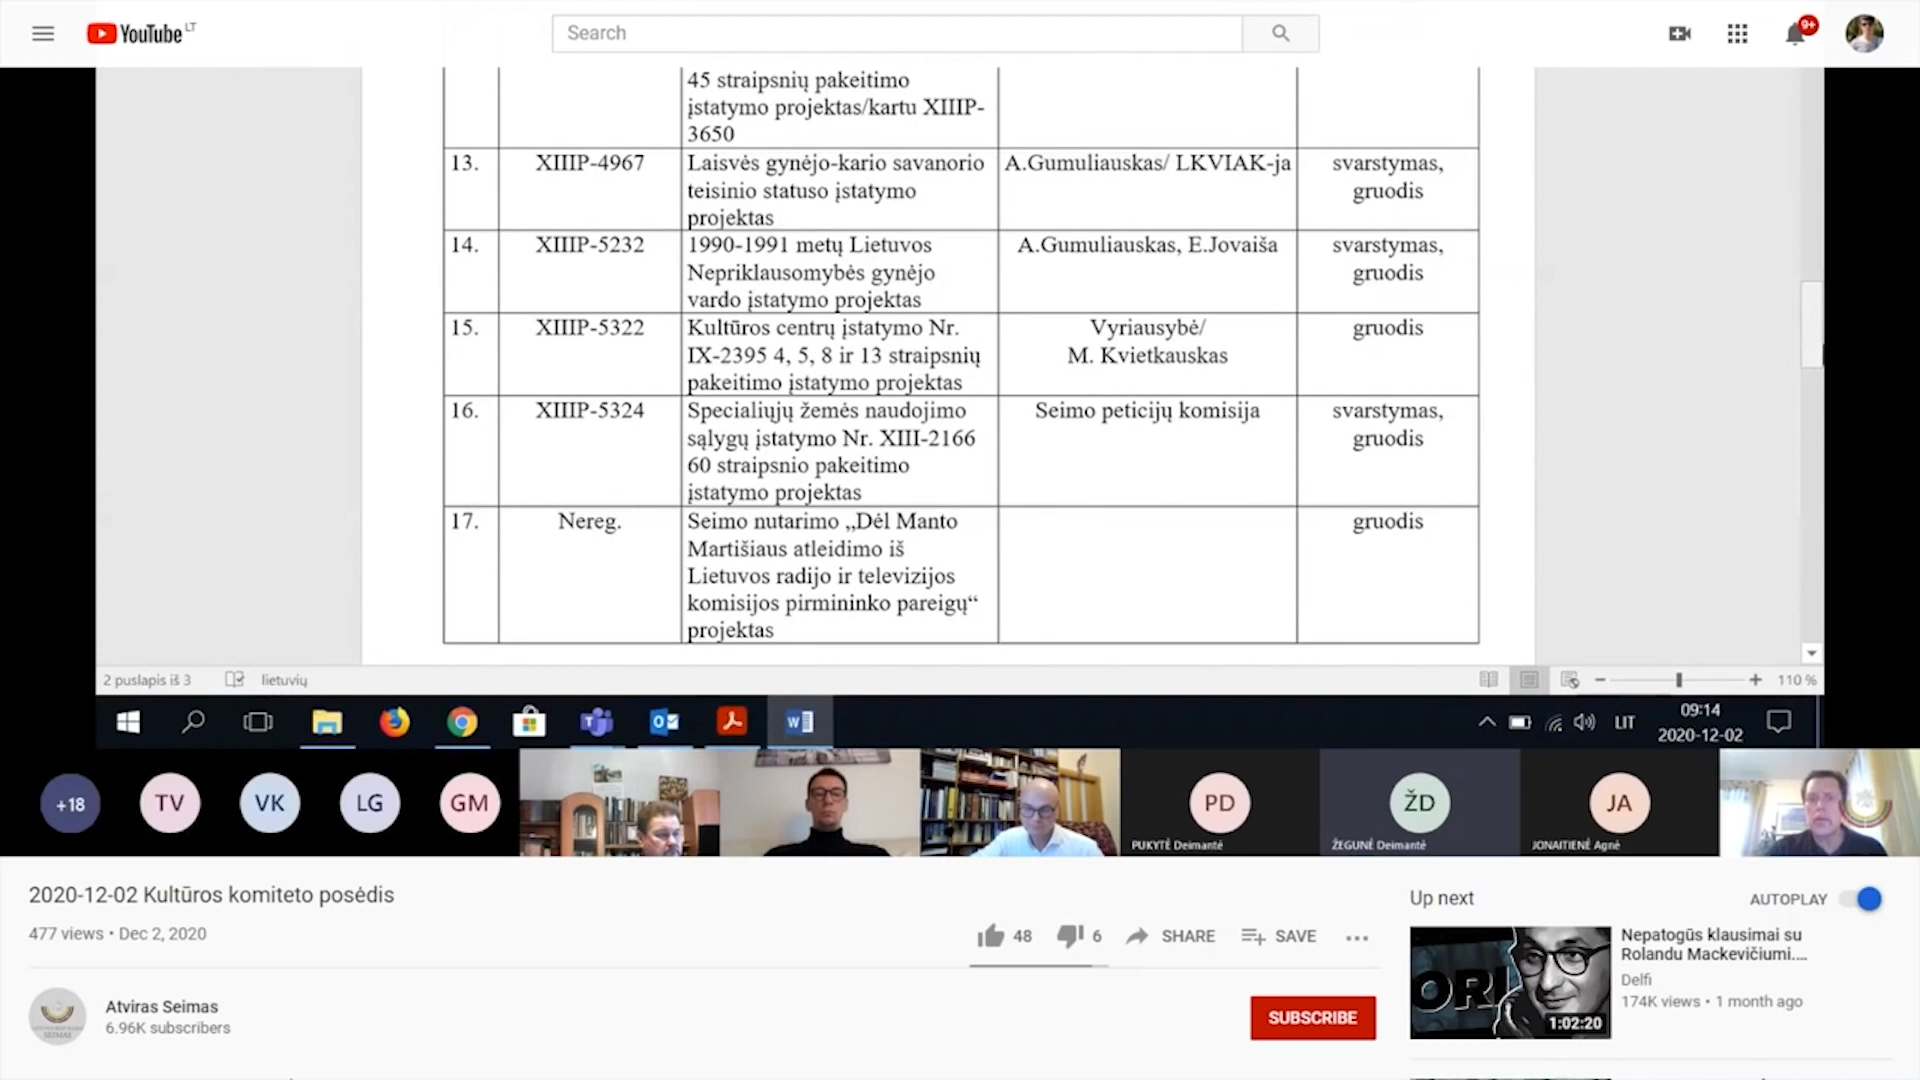 YouTube LT
Search
9+
45 straipsnių pakeitimo
įstatymo projektas/kartu XIIIP-
3650
13.
XIIIP-4967
Laisvės gynėjo-kario savanorio
teisinio statuso įstatymo
projektas
A.Gumuliauskas/ LKVIAK-ja
svarstymas,
gruodis
14.
XIIIP-5232
1990-1991 metų Lietuvos
Nepriklausomybės gynėjo
vardo įstatymo projektas
A.Gumuliauskas, E.Jovaiša
svarstymas,
gruodis
15.
XIIIP-5322
Kultūros centrų įstatymo Nr.
IX-2395 4, 5, 8 ir 13 straipsnių
pakeitimo įstatymo projektas
Vyriausybė/
M. Kvietkauskas
gruodis
16.
XIIIP-5324
Specialiųjų žemės naudojimo
sąlygų įstatymo Nr. XIII-2166
60 straipsnio pakeitimo
įstatymo projektas
Seimo peticijų komisija
svarstymas,
gruodis
17.
Nereg.
Seimo nutarimo „Dėl Manto
Martišiaus atleidimo iš
Lietuvos radijo ir televizijos
komisijos pirmininko pareigų“
projektas
gruodis
2 puslapis iš 3
lietuvių
110 %
LIT
09:14
2020-12-02
+18
TV
VK
LG
GM
PD
PUKYTĖ Deimantė
ŽD
ŽEGUNĖ Deimantė
JA
JONAITIENĖ Agnė
2020-12-02 Kultūros komiteto posėdis
477 views • Dec 2, 2020
48
6
SHARE
SAVE
Atviras Seimas
6.96K subscribers
SUBSCRIBE
Up next
AUTOPLAY
ORI
1:02:20
Nepatogūs klausimai su
Rolandu Mackevičiumi....
Delfi
174K views • 1 month ago